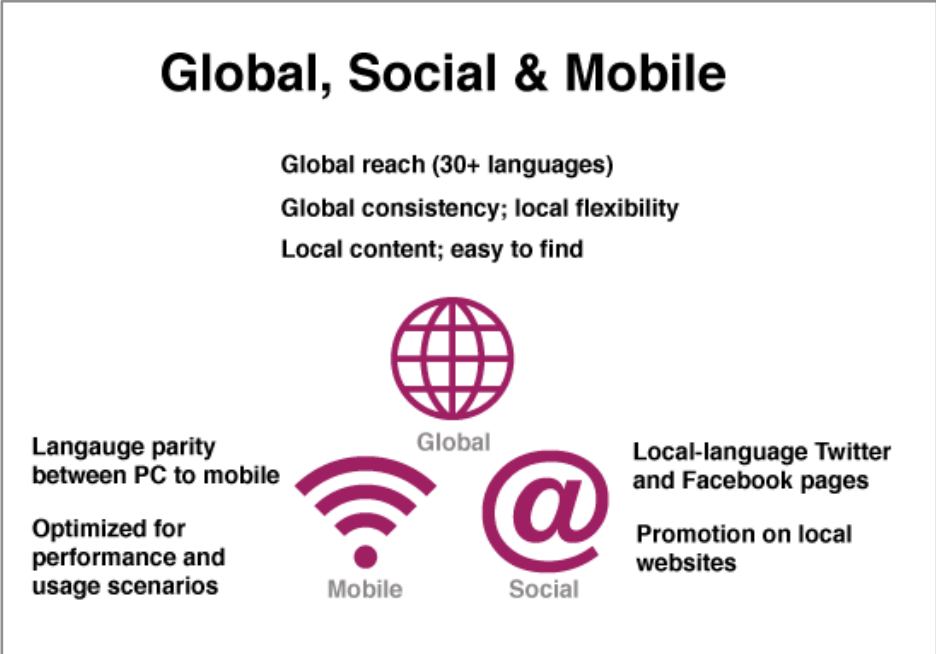 Global, Social & Mobile
Global reach (30+ languages)
Global consistency; local flexibility
Local content; easy to find
Global
Langauge parity
between PC to mobile
Optimized for
performance and
usage scenarios
Mobile
Local-language Twitter
and Facebook pages
Promotion on local
websites
@
Social